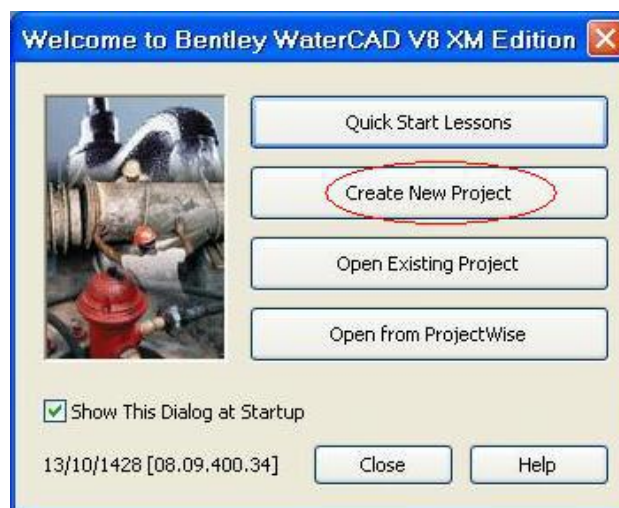 Welcome to Bentley WaterCAD V8 XM Edition
Quick Start Lessons
Create New Project
Open Existing Project
Open from ProjectWise
Show This Dialog at Startup
13/10/1428 [08.09.400.34]
Close
Help